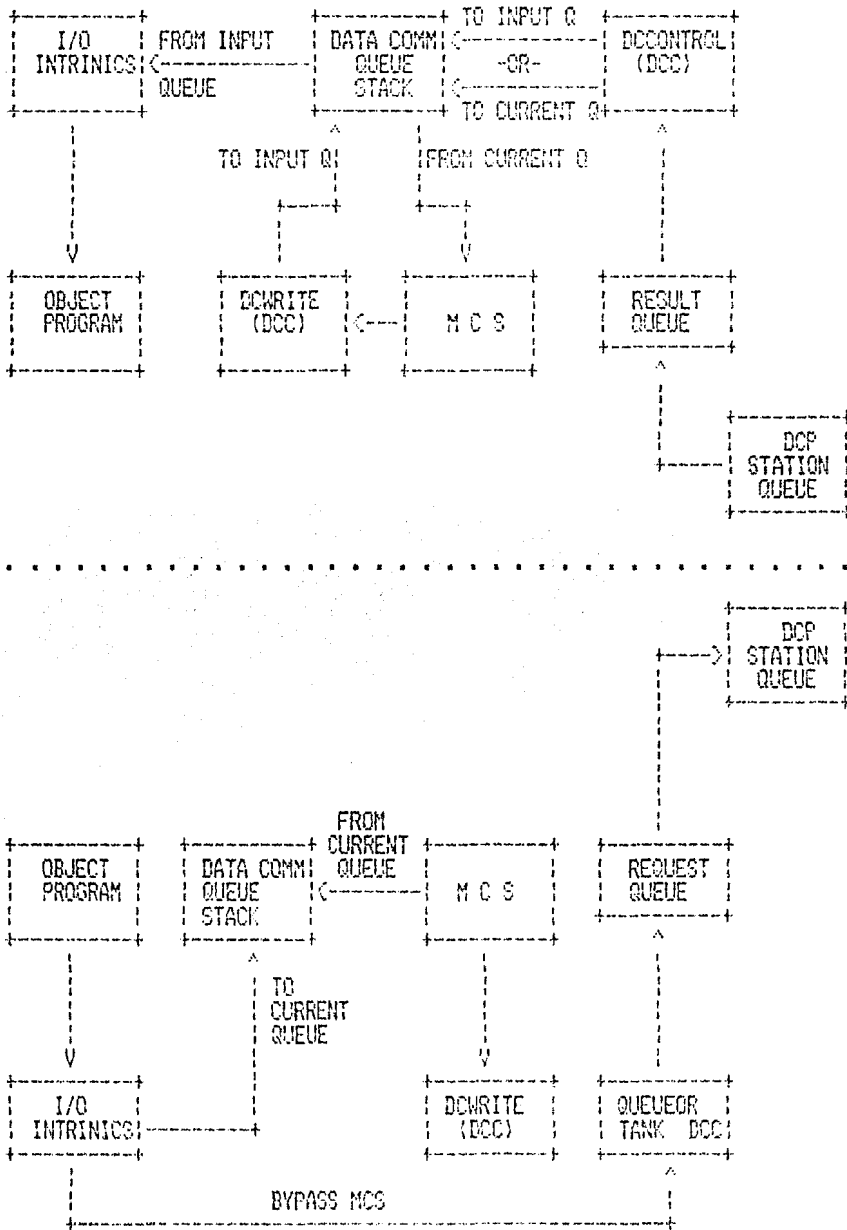 TO INPUT Q
I/O INTRINICS
FROM INPUT QUEUE
DATA COMM QUEUE STACK
-OR-
DCCONTROL (DCC)
TO CURRENT Q
TO INPUT Q
FROM CURRENT Q
OBJECT PROGRAM
DCWRITE (DCC)
M C S
RESULT QUEUE
DCP STATION QUEUE
DCP STATION QUEUE
FROM CURRENT QUEUE
OBJECT PROGRAM
DATA COMM QUEUE STACK
M C S
REQUEST QUEUE
TO CURRENT QUEUE
I/O INTRINICS
DCWRITE (DCC)
QUEUEOR TANK DCC
BYPASS MCS